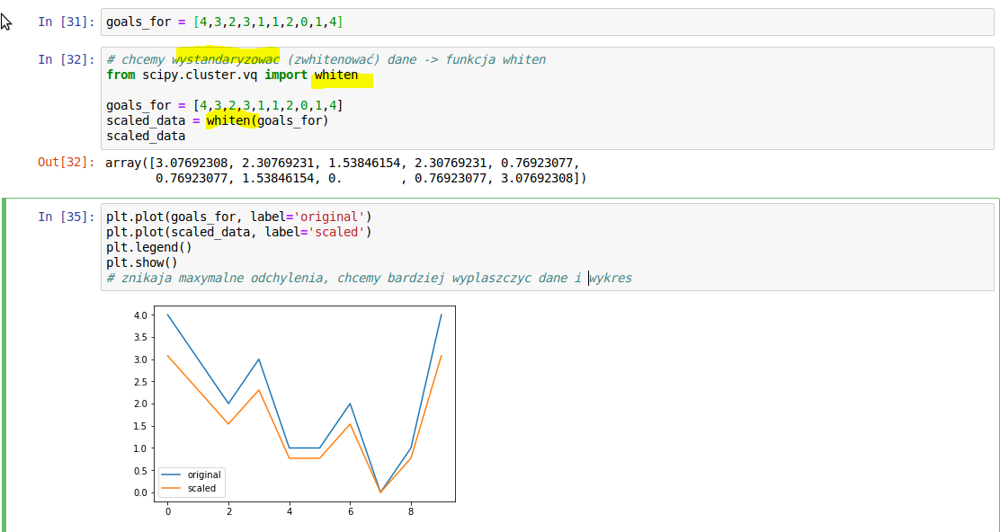 In [31]: goals_for = [4,3,2,3,1,1,2,0,1,4]
In [32]: # chcemy wystandaryzowac (zwhitenować) dane -> funkcja whiten
from scipy.cluster.vq import whiten
goals_for = [4,3,2,3,1,1,2,0,1,4]
scaled_data = whiten(goals_for)
scaled_data
Out[32]: array([3.07692308, 2.30769231, 1.53846154, 2.30769231, 0.76923077,
0.76923077, 1.53846154, 0.        , 0.76923077, 3.07692308])
In [35]: plt.plot(goals_for, label='original')
plt.plot(scaled_data, label='scaled')
plt.legend()
plt.show()
# znikaja maxymalne odchylenia, chcemy bardziej wyplaszczyc dane i wykres
4.0
3.5
3.0
2.5
2.0
1.5
1.0
0.5
0.0
original
scaled
0 2 4 6 8